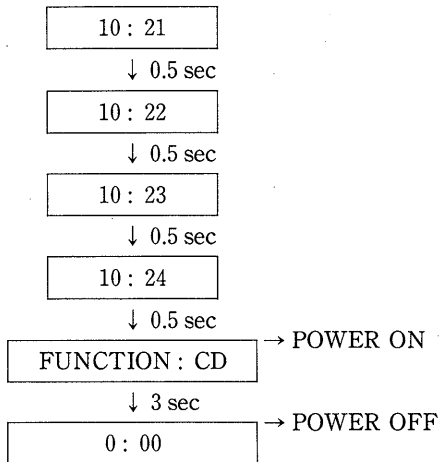 10 : 21
↓ 0.5 sec
10 : 22
↓ 0.5 sec
10 : 23
↓ 0.5 sec
10 : 24
↓ 0.5 sec
→ POWER ON
FUNCTION : CD
↓ 3 sec
→ POWER OFF
0 : 00